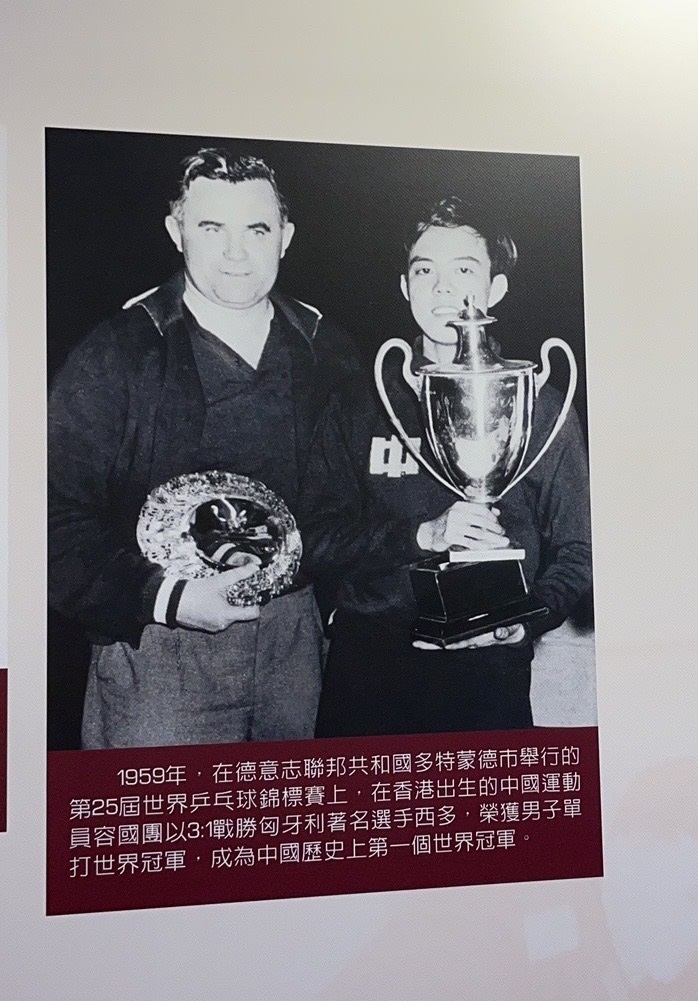 中
1959年，在德意志聯邦共和國多特蒙德市舉行的
第25屆世界乒乓球錦標賽上，在香港出生的中國運動
員容國團以3:1戰勝匈牙利著名選手西多，榮獲男子單
打世界冠軍，成為中國歷史上第一個世界冠軍。